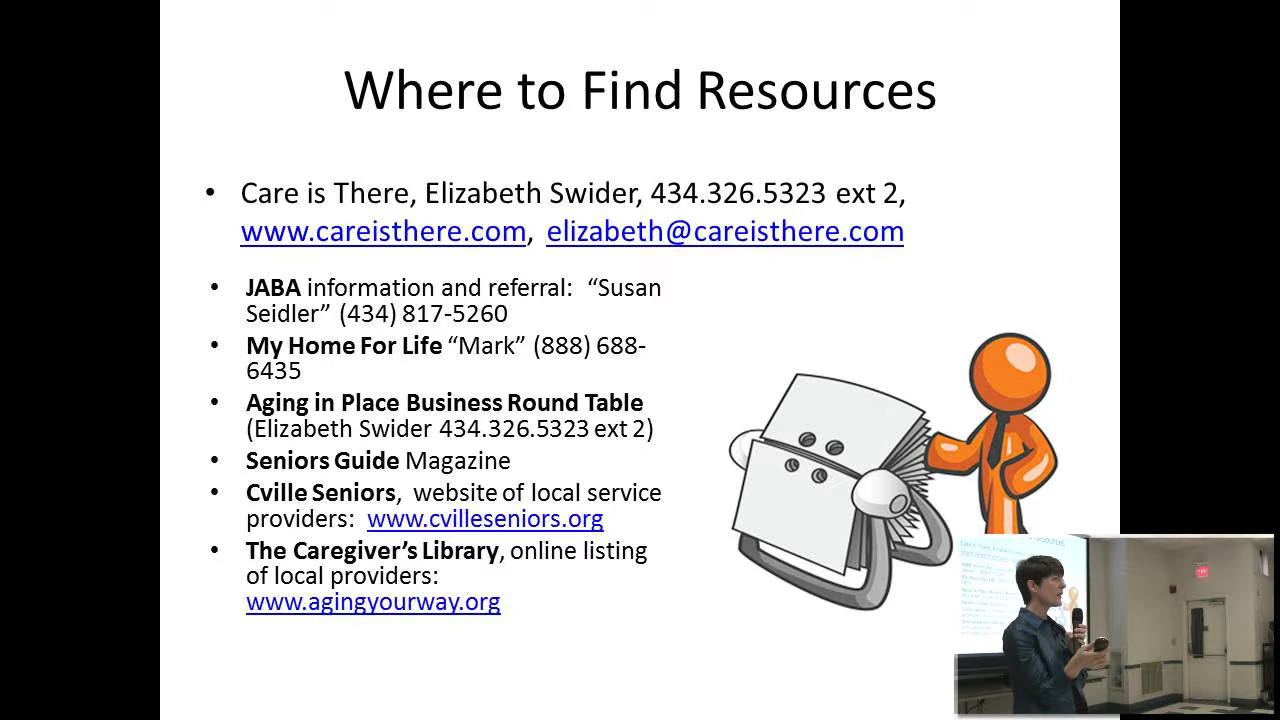 Where to Find Resources
• Care is There, Elizabeth Swider, 434.326.5323 ext 2,
www.careisthere.com, elizabeth@careisthere.com
• JABA information and referral: “Susan
Seidler” (434) 817-5260
• My Home For Life “Mark” (888) 688-
6435
• Aging in Place Business Round Table
(Elizabeth Swider 434.326.5323 ext 2)
• Seniors Guide Magazine
• Cville Seniors, website of local service
providers: www.cvilleseniors.org
• The Caregiver’s Library, online listing
of local providers:
www.agingyourway.org